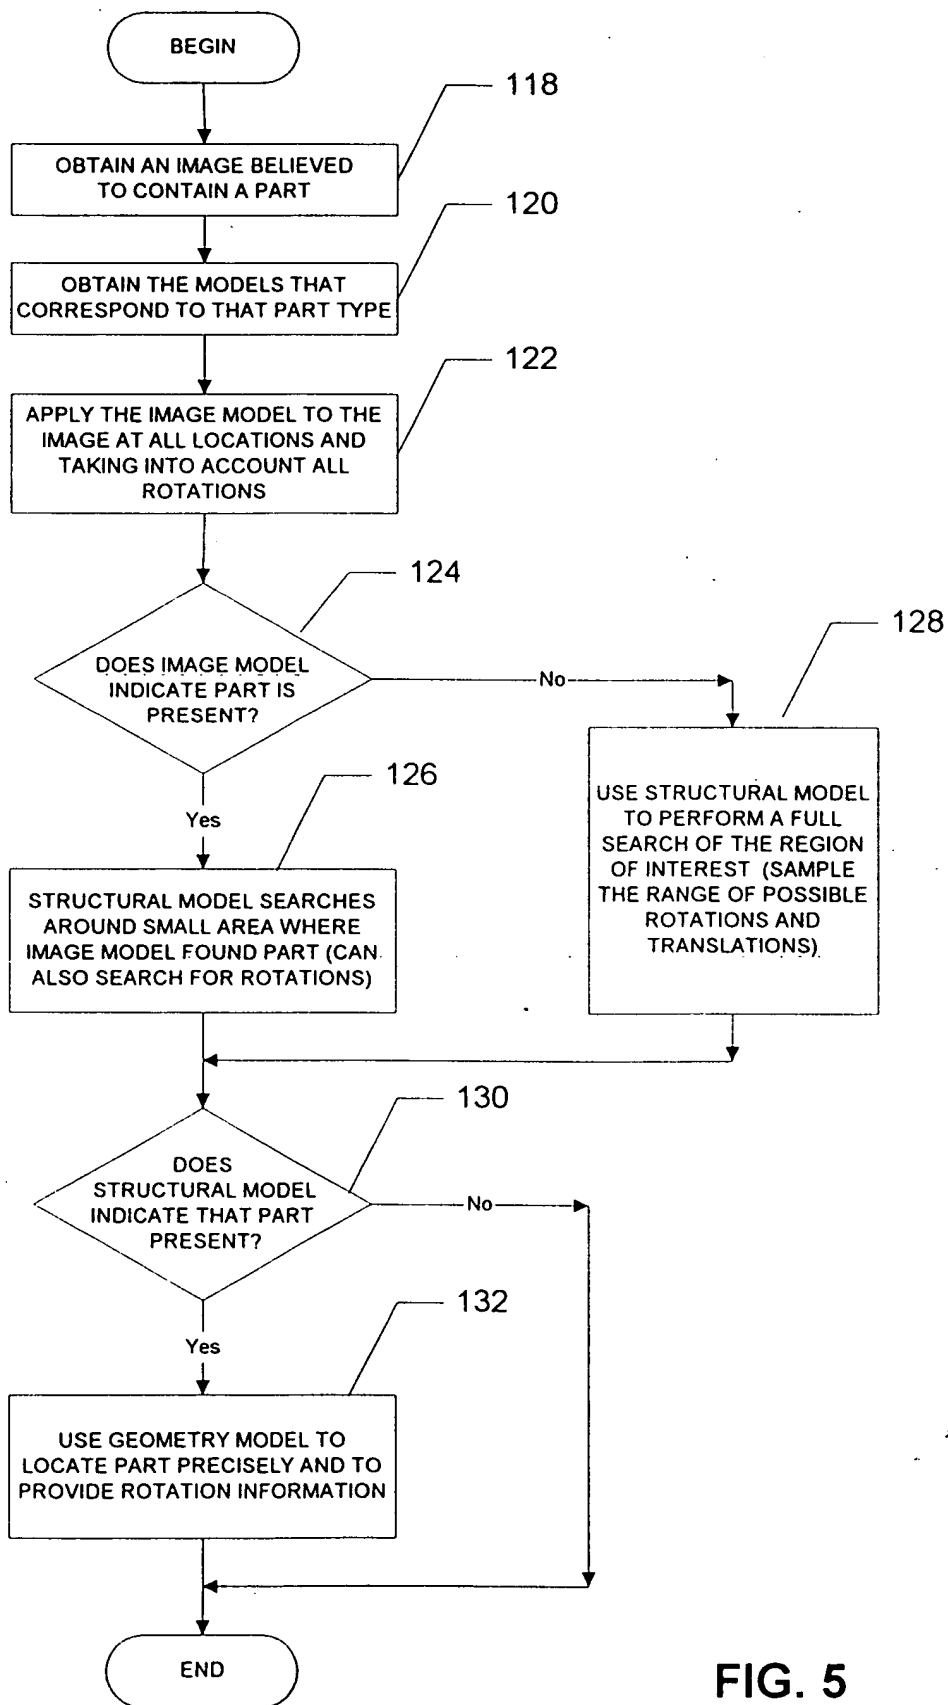 BEGIN
118
OBTAIN AN IMAGE BELIEVED
TO CONTAIN A PART
120
OBTAIN THE MODELS THAT
CORRESPOND TO THAT PART TYPE
122
APPLY THE IMAGE MODEL TO THE
IMAGE AT ALL LOCATIONS AND
TAKING INTO ACCOUNT ALL
ROTATIONS
124
DOES IMAGE MODEL
INDICATE PART IS
PRESENT?
No
128
USE STRUCTURAL MODEL
TO PERFORM A FULL
SEARCH OF THE REGION
OF INTEREST (SAMPLE
THE RANGE OF POSSIBLE
ROTATIONS AND
TRANSLATIONS)
Yes
126
STRUCTURAL MODEL SEARCHES
AROUND SMALL AREA WHERE
IMAGE MODEL FOUND PART (CAN
ALSO SEARCH FOR ROTATIONS)
130
DOES
STRUCTURAL MODEL
INDICATE THAT PART
PRESENT?
No
Yes
132
USE GEOMETRY MODEL TO
LOCATE PART PRECISELY AND TO
PROVIDE ROTATION INFORMATION
END
FIG. 5